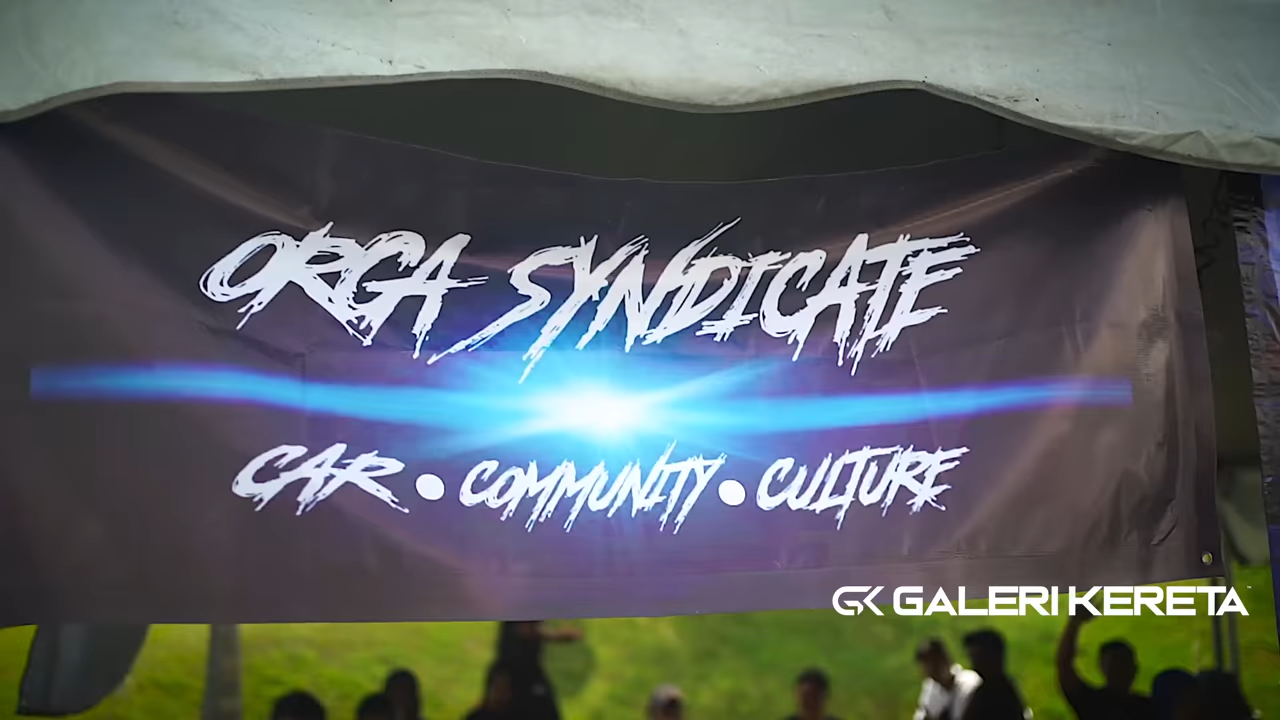 ORGA SYNDICATE
CAR • COMMUNITY • CULTURE
GK GALERI KERETA